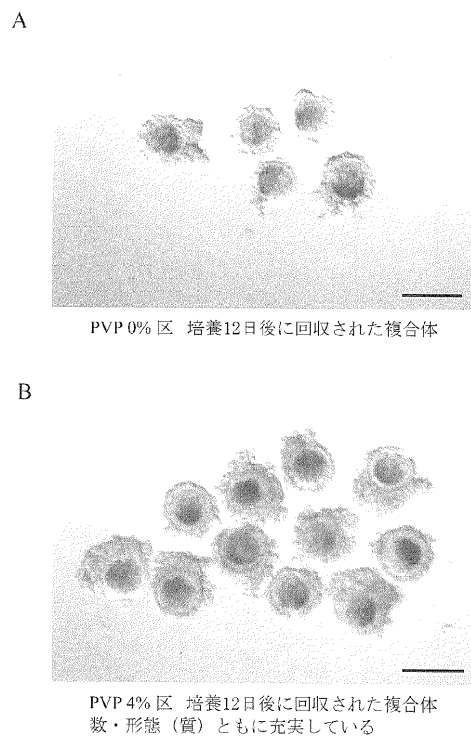 A
PVP 0% 区 培養12日後に回収された複合体
B
PVP 4% 区 培養12日後に回収された複合体
数・形態（質）ともに充実している